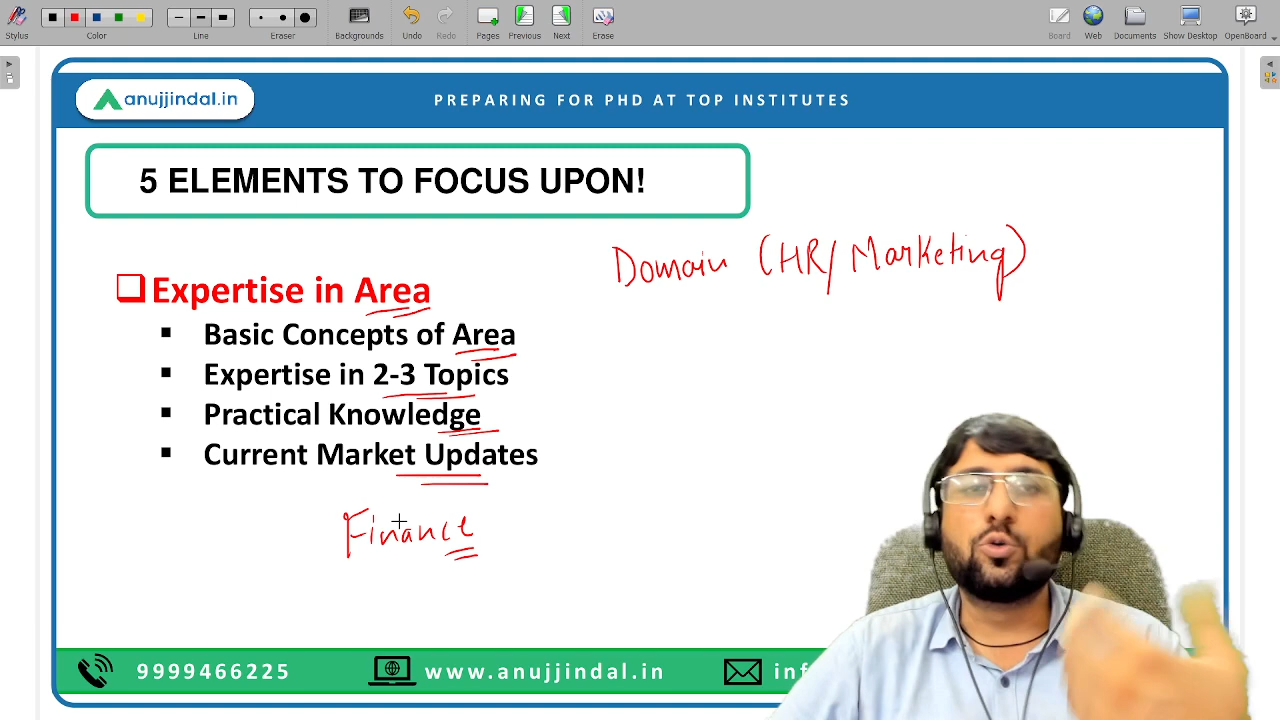 Stylus
Color
Line
Eraser
Backgrounds
Undo
Redo
Pages
Previous
Next
Erase
Board
Web
Documents
Show Desktop
OpenBoard
anujjindal.in
PREPARING FOR PHD AT TOP INSTITUTES
5 ELEMENTS TO FOCUS UPON!
Domain (HR/Marketing)
Expertise in Area
Basic Concepts of Area
Expertise in 2-3 Topics
Practical Knowledge
Current Market Updates
Finance
9999466225
www.anujjindal.in